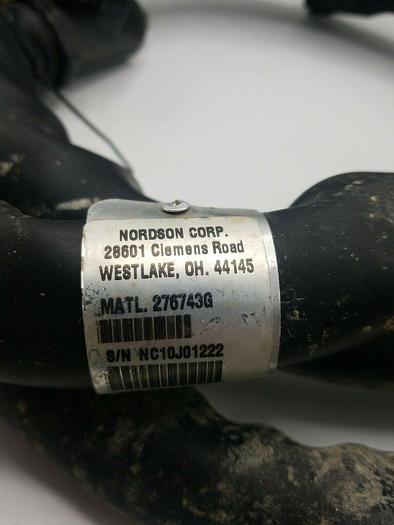 NORDSON CORP.
28601 Clemens Road
WESTLAKE, OH. 44145
MATL. 276743G
S/N NC10J01222